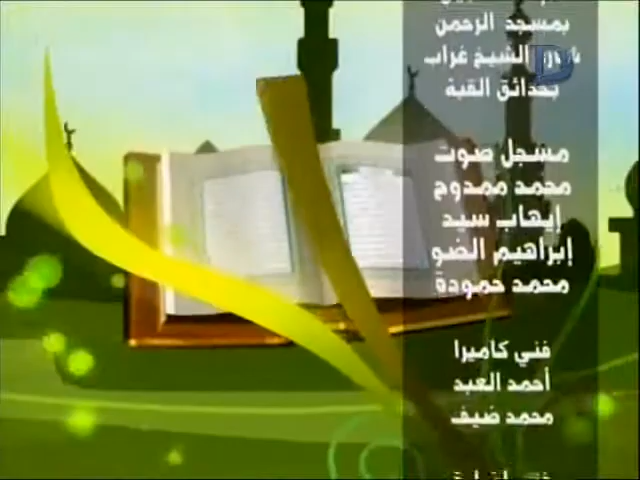 بمسجد الرحمن
الشيخ غراب
بحدائق القبة
مسجل صوت
محمد ممدوح
إيهاب سيد
إبراهيم الضو
محمد حمودة
فني كاميرا
أحمد العبد
محمد ضيف